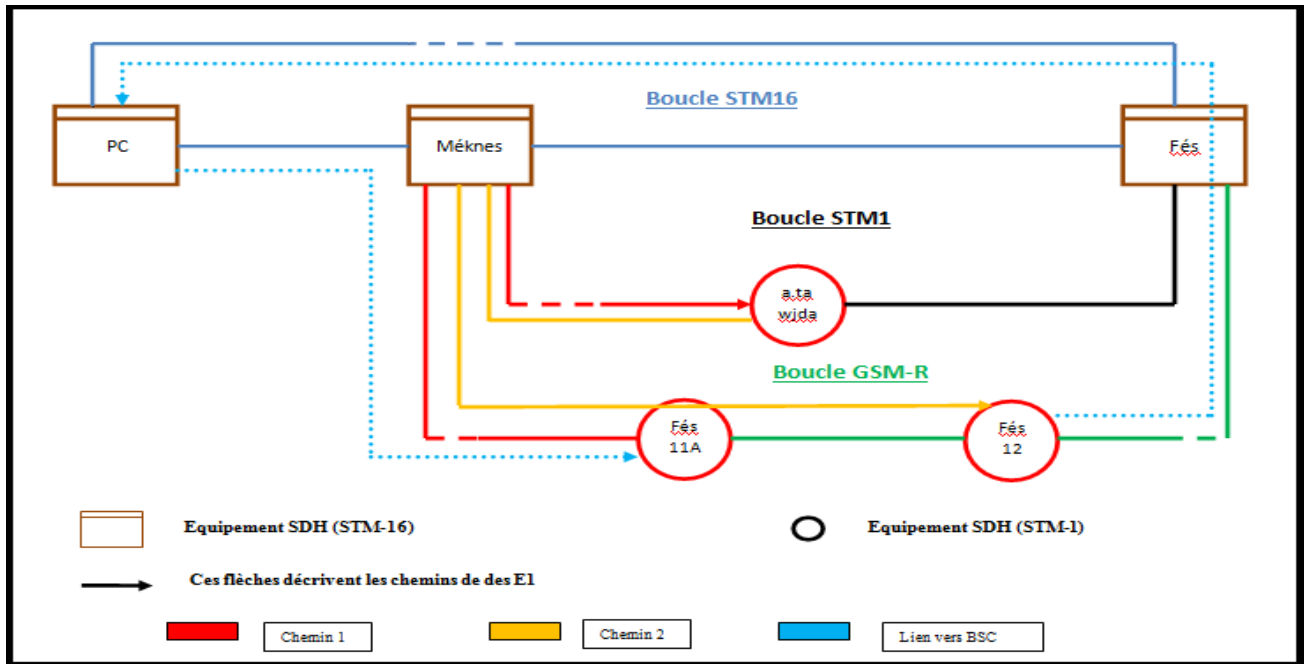 Boucle STM16
PC
Méknes
Fés
Boucle STM1
a.ta
wjda
Boucle GSM-R
Fés
11A
Fés
12
Equipement SDH (STM-16)
Equipement SDH (STM-1)
Ces flèches décrivent les chemins de des E1
Chemin 1
Chemin 2
Lien vers BSC